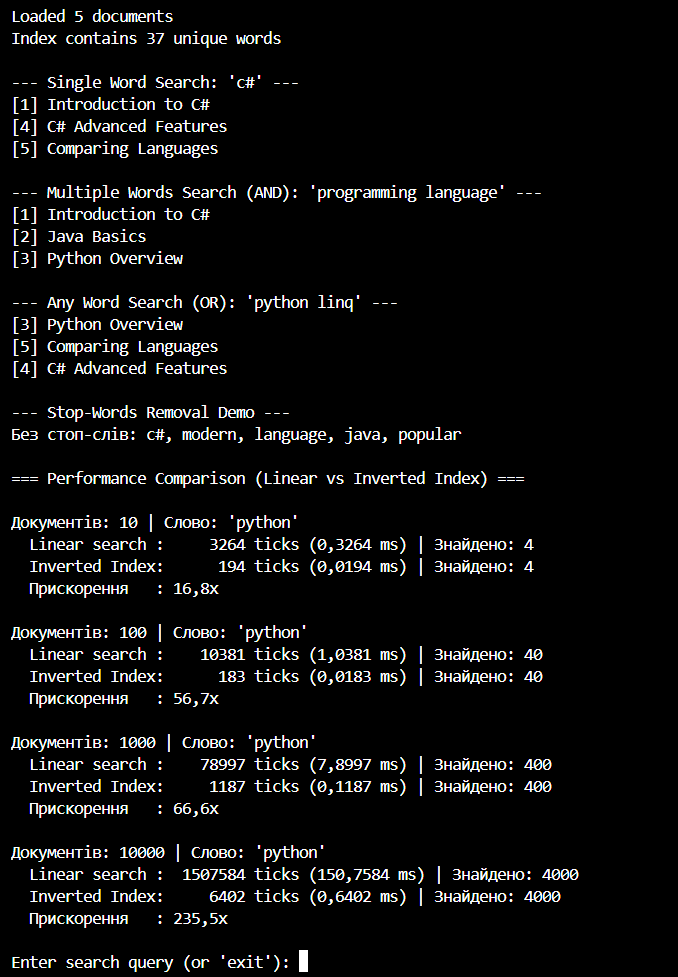 Loaded 5 documents
Index contains 37 unique words
--- Single Word Search: 'c#' ---
[1] Introduction to C#
[4] C# Advanced Features
[5] Comparing Languages
--- Multiple Words Search (AND): 'programming language' ---
[1] Introduction to C#
[2] Java Basics
[3] Python Overview
--- Any Word Search (OR): 'python linq' ---
[3] Python Overview
[5] Comparing Languages
[4] C# Advanced Features
--- Stop-Words Removal Demo ---
Без стоп-слів: c#, modern, language, java, popular
=== Performance Comparison (Linear vs Inverted Index) ===
Документів: 10 | Слово: 'python'
Linear search :     3264 ticks (0,3264 ms) | Знайдено: 4
Inverted Index:      194 ticks (0,0194 ms) | Знайдено: 4
Прискорення   : 16,8x
Документів: 100 | Слово: 'python'
Linear search :    10381 ticks (1,0381 ms) | Знайдено: 40
Inverted Index:      183 ticks (0,0183 ms) | Знайдено: 40
Прискорення   : 56,7x
Документів: 1000 | Слово: 'python'
Linear search :    78997 ticks (7,8997 ms) | Знайдено: 400
Inverted Index:     1187 ticks (0,1187 ms) | Знайдено: 400
Прискорення   : 66,6x
Документів: 10000 | Слово: 'python'
Linear search :  1507584 ticks (150,7584 ms) | Знайдено: 4000
Inverted Index:     6402 ticks (0,6402 ms) | Знайдено: 4000
Прискорення   : 235,5x
Enter search query (or 'exit'):